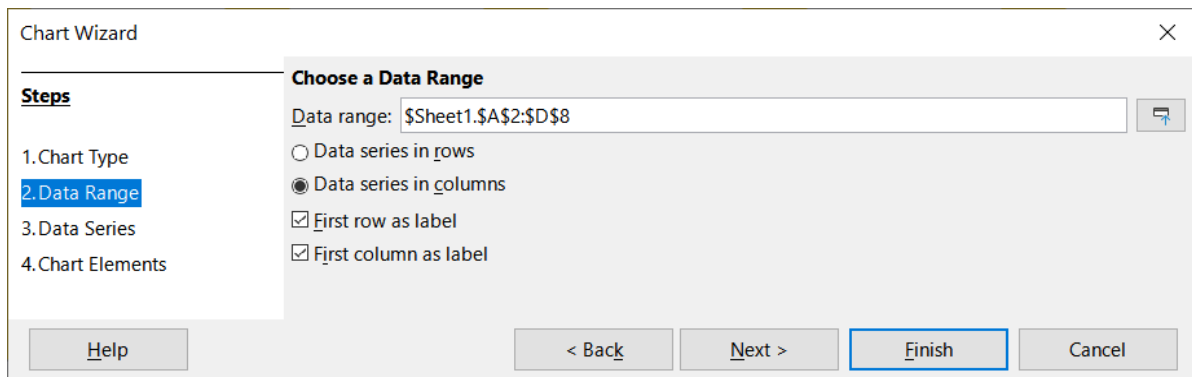 Chart Wizard
Steps
1.Chart Type
2.Data Range
3.Data Series
4.Chart Elements
Choose a Data Range
Data range: $Sheet1.$A$2:$D$8
Data series in rows
Data series in columns
First row as label
First column as label
Help
< Back
Next >
Finish
Cancel